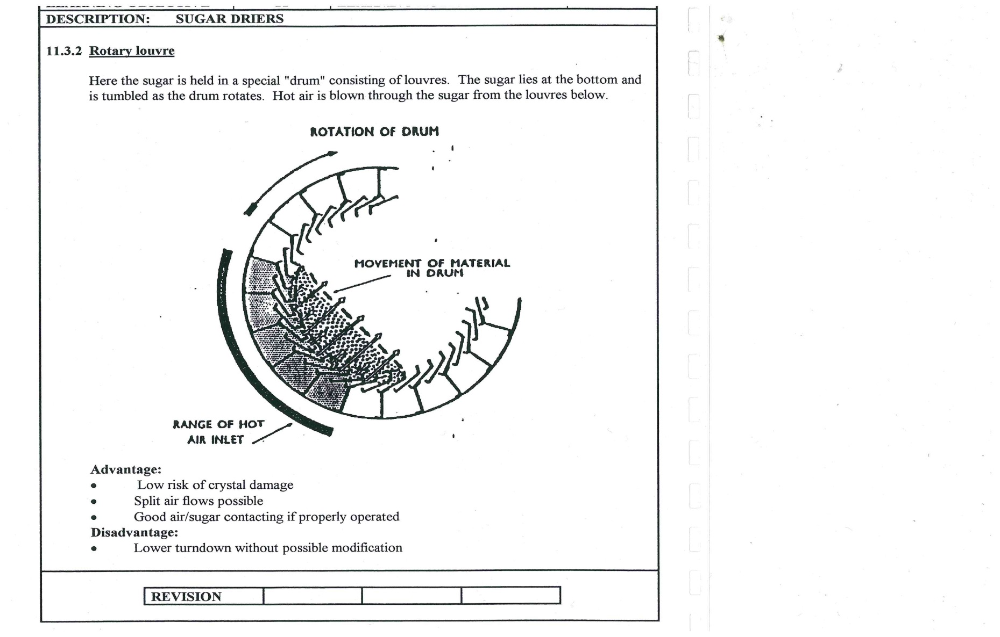 DESCRIPTION: SUGAR DRIERS
11.3.2 Rotary louvre
Here the sugar is held in a special "drum" consisting of louvres. The sugar lies at the bottom and
is tumbled as the drum rotates. Hot air is blown through the sugar from the louvres below.
ROTATION OF DRUM
MOVEMENT OF MATERIAL
IN DRUM
RANGE OF HOT
AIR INLET
Advantage:
• Low risk of crystal damage
• Split air flows possible
• Good air/sugar contacting if properly operated
Disadvantage:
• Lower turndown without possible modification
REVISION